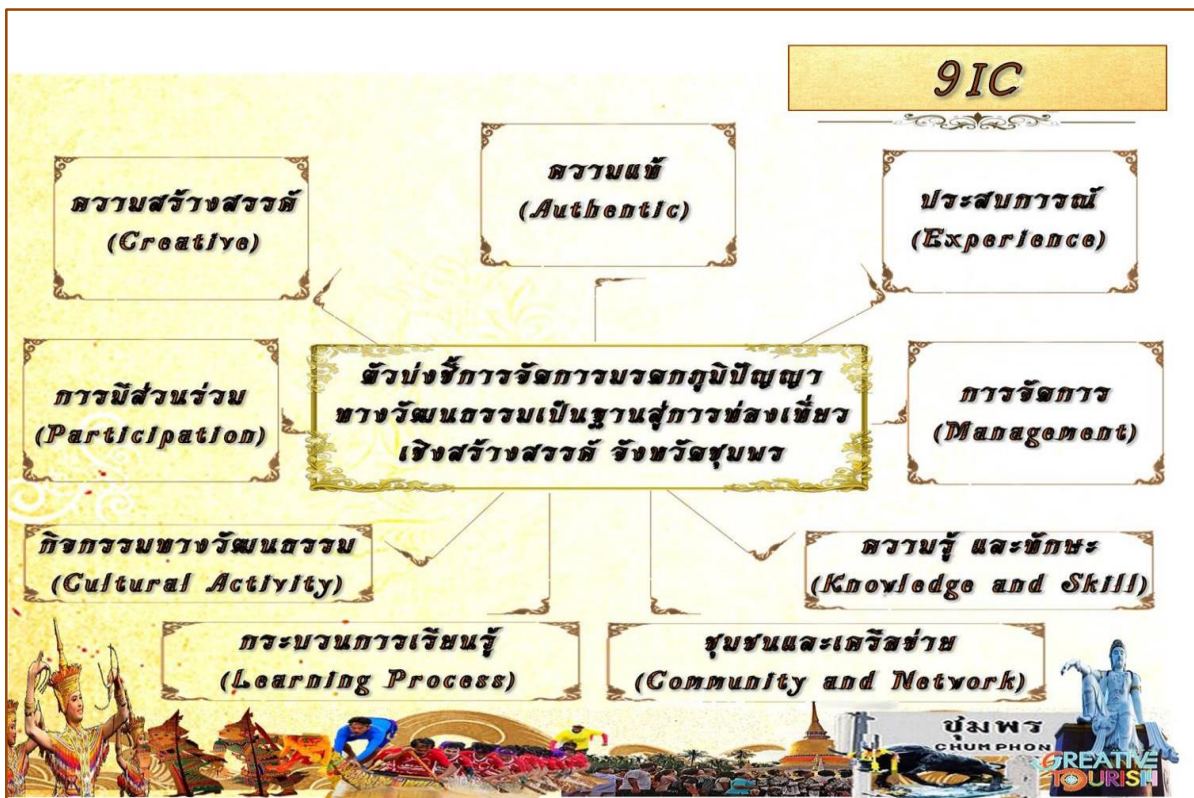 9IC
ความแท้
(Authentic)
ความสร้างสรรค์
(Creative)
ประสบการณ์
(Experience)
ตัวบ่งชี้การจัดการมรดกภูมิปัญญา
ทางวัฒนธรรมเป็นฐานสู่การท่องเที่ยว
เชิงสร้างสรรค์ จังหวัดชุมพร
การมีส่วนร่วม
(Participation)
การจัดการ
(Management)
กิจกรรมทางวัฒนธรรม
(Cultural Activity)
ความรู้ และทักษะ
(Knowledge and Skill)
กระบวนการเรียนรู้
(Learning Process)
ชุมชนและเครือข่าย
(Community and Network)
ชุมพร
CHUMPHON
CREATIVE
TOURISM